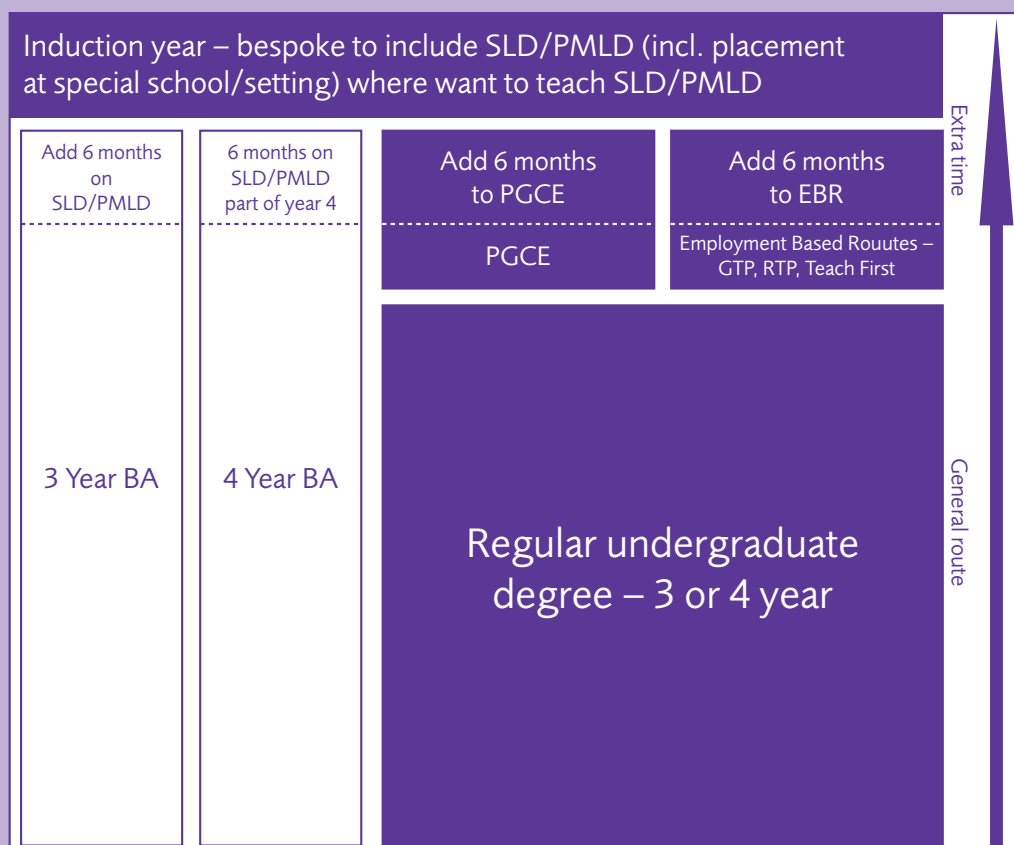 Induction year – bespoke to include SLD/PMLD (incl. placement
at special school/setting) where want to teach SLD/PMLD
Add 6 months
on
SLD/PMLD
6 months on
SLD/PMLD
part of year 4
Add 6 months
to PGCE
Add 6 months
to EBR
Extra time
PGCE
Employment Based Rouutes –
GTP, RTP, Teach First
3 Year BA
4 Year BA
Regular undergraduate
degree – 3 or 4 year
General route